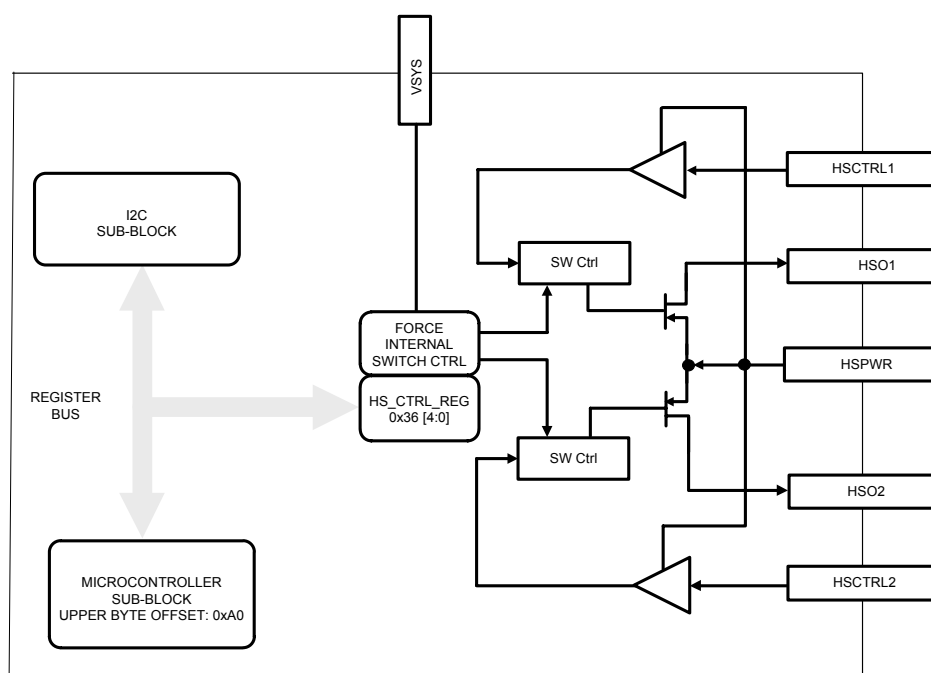 VSYS
HSCTRL1
I2C
SUB-BLOCK
SW Ctrl
HSO1
FORCE
INTERNAL
SWITCH CTRL
HSPWR
REGISTER
BUS
HS_CTRL_REG
0x36 [4:0]
SW Ctrl
HSO2
MICROCONTROLLER
SUB-BLOCK
UPPER BYTE OFFSET: 0xA0
HSCTRL2